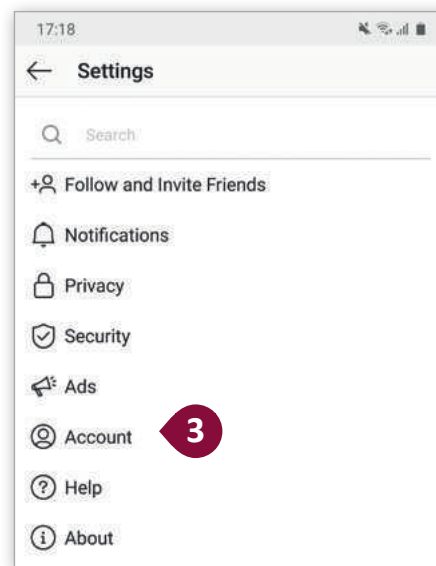 17:18
Settings
Search
Follow and Invite Friends
Notifications
Privacy
Security
Ads
Account 3
Help
About